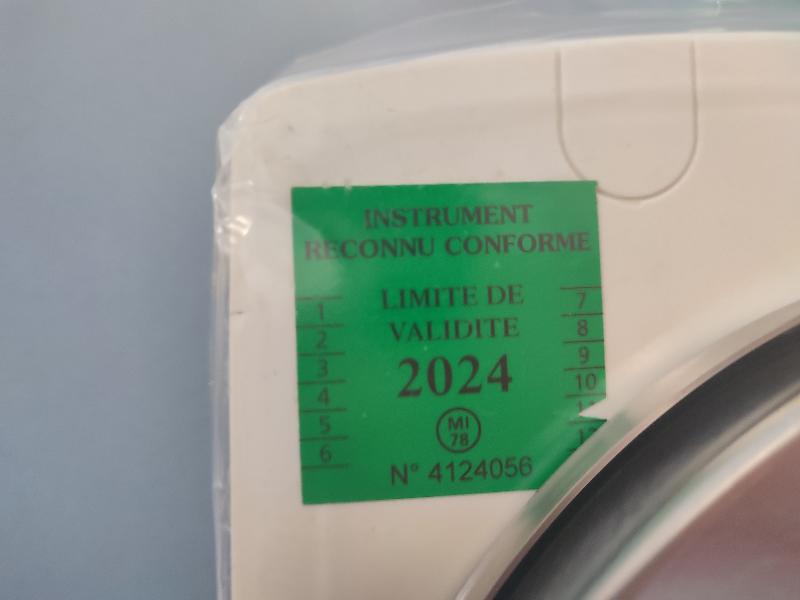 INSTRUMENT
RECONNU CONFORME
LIMITE DE
VALIDITE
2024
1
2
3
4
5
6
7
8
9
10
MI
78
N° 4124056